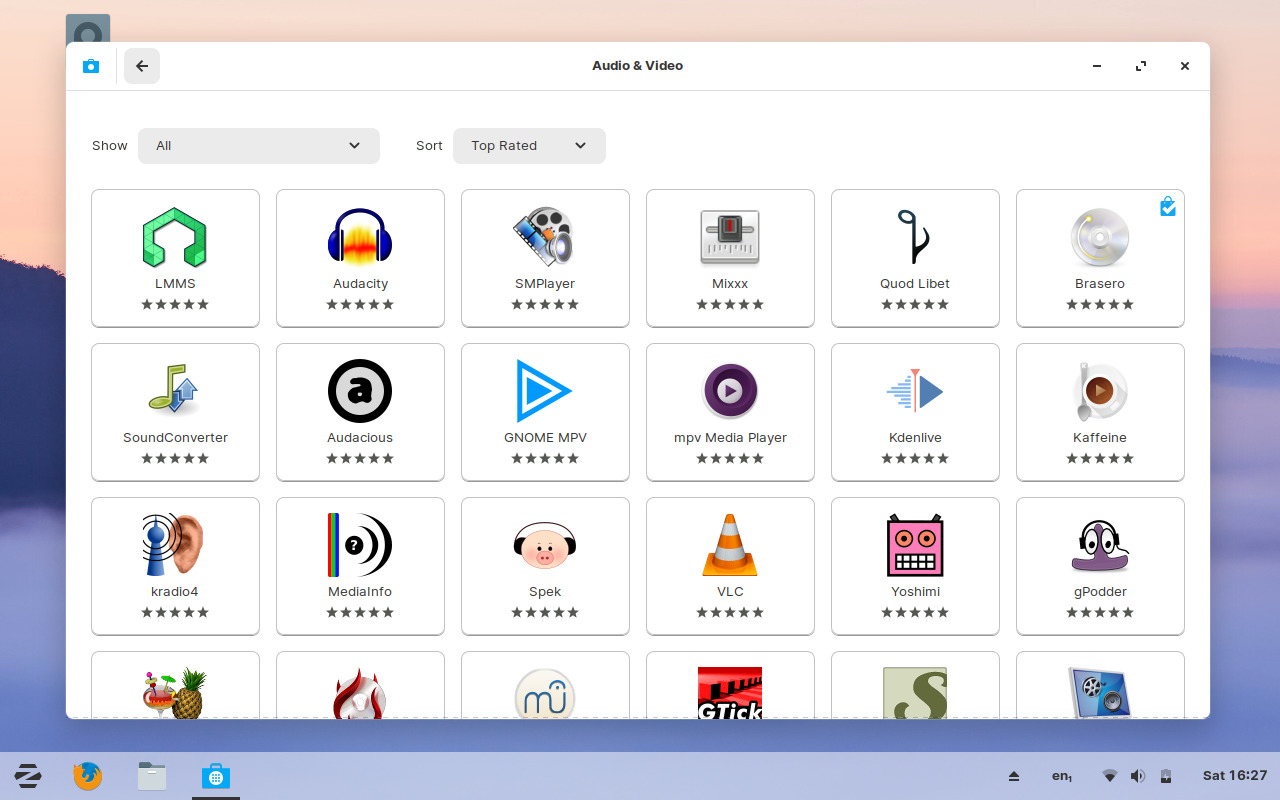 Audio & Video
Show All Sort Top Rated
LMMS Audacity SMPlayer Mixxx Quod Libet Brasero
a
SoundConverter Audacious GNOME MPV mpv Media Player Kdenlive Kaffeine
?
kradio4 MediaInfo Spek VLC Yoshimi gPodder
mu GTick S
en₁ Sat 16:27